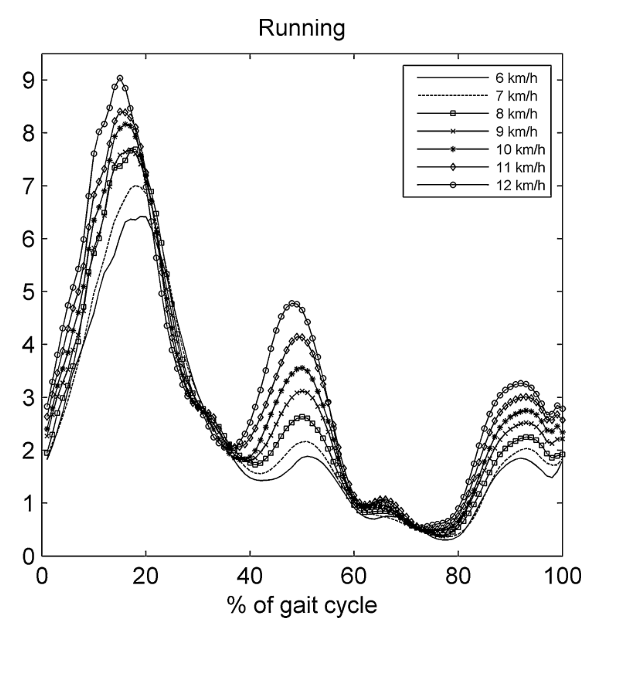 Running
6 km/h
7 km/h
8 km/h
9 km/h
10 km/h
11 km/h
12 km/h
9
8
7
6
5
4
3
2
1
0
0 20 40 60 80 100
% of gait cycle